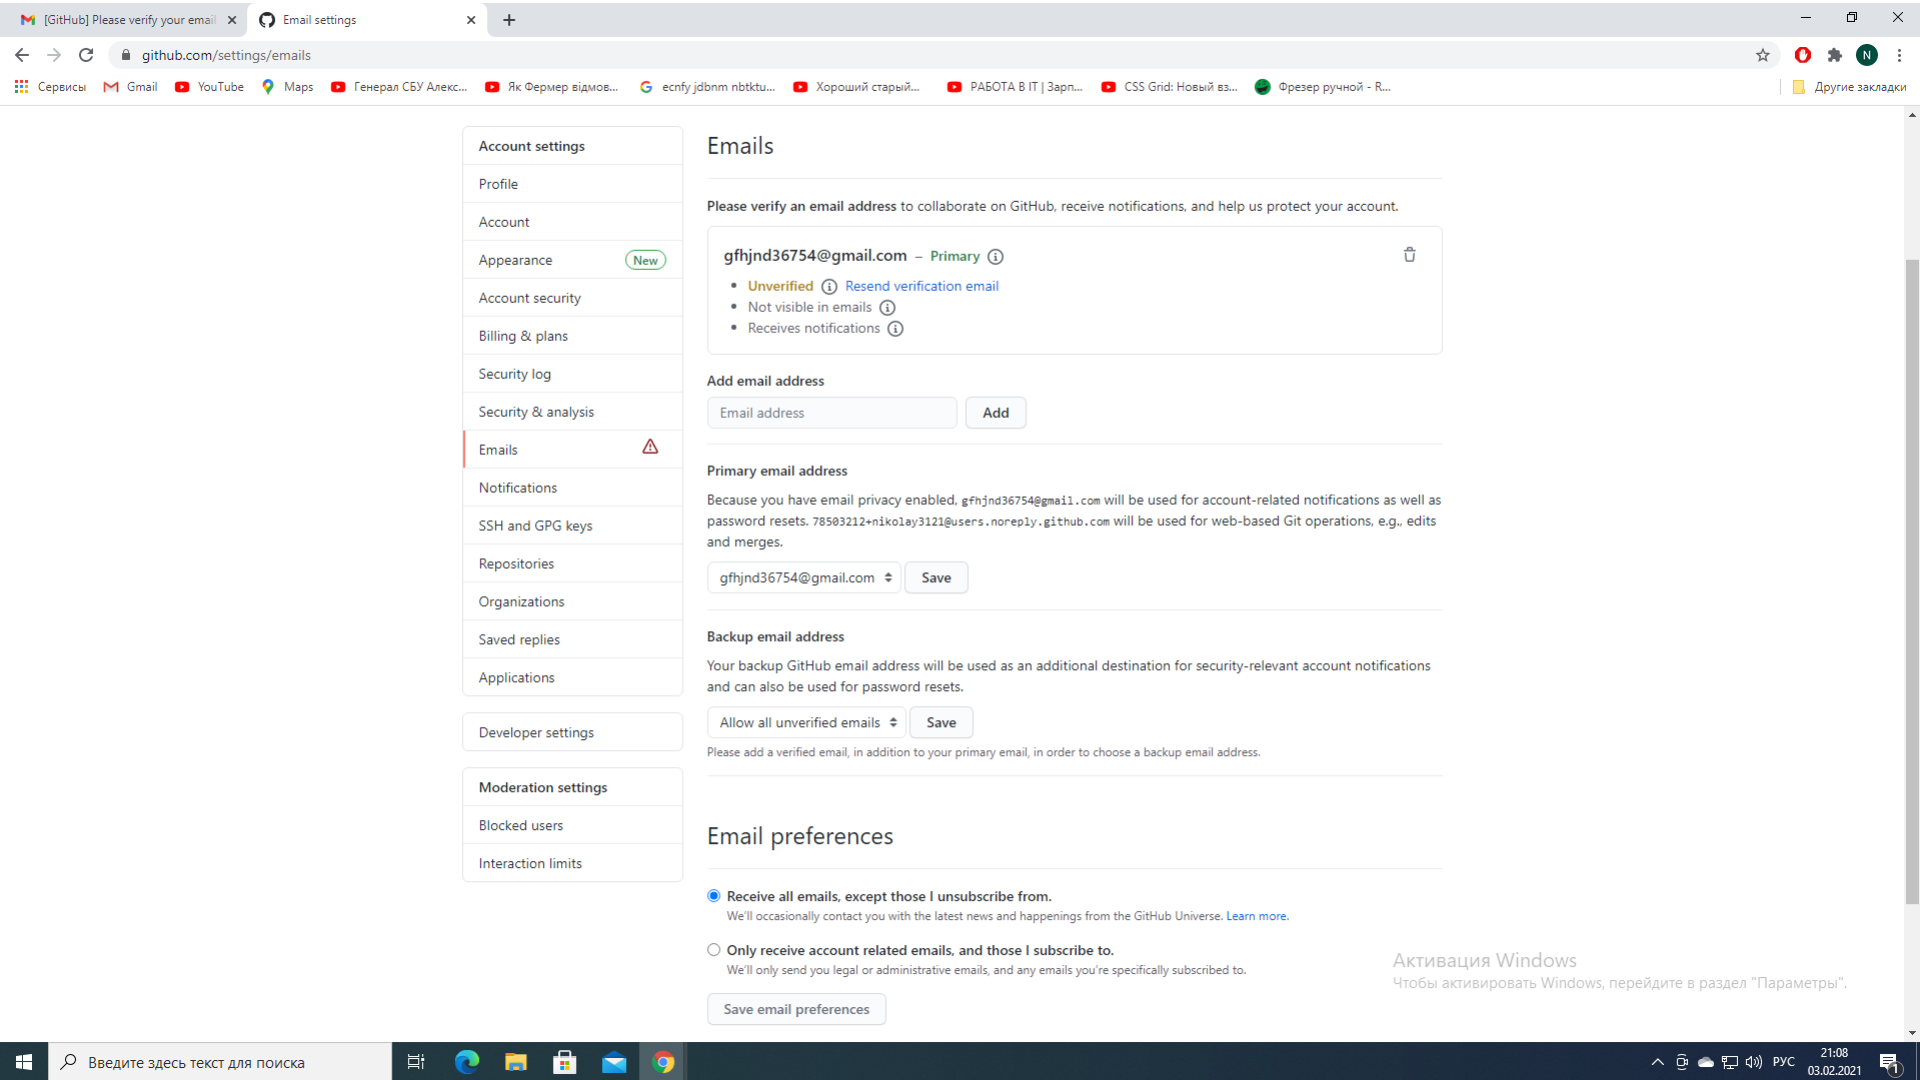 [GitHub] Please verify your email
Email settings
github.com/settings/emails
N
Сервисы
Gmail
YouTube
Maps
Генерал СБУ Алекс...
Як Фермер відмов...
ecnfy jdbnm nbtktu...
Хороший старый...
РАБОТА В IT | Зарп...
CSS Grid: Новый вз...
Фрезер ручной - R...
Другие закладки
Account settings
Profile
Account
Appearance New
Account security
Billing & plans
Security log
Security & analysis
Emails
Notifications
SSH and GPG keys
Repositories
Organizations
Saved replies
Applications
Developer settings
Moderation settings
Blocked users
Interaction limits
Emails
Please verify an email address to collaborate on GitHub, receive notifications, and help us protect your account.
gfhjnd36754@gmail.com – Primary
Unverified Resend verification email
Not visible in emails
Receives notifications
Add email address
Email address Add
Primary email address
Because you have email privacy enabled, gfhjnd36754@gmail.com will be used for account-related notifications as well as
password resets. 78503212+nikolay3121@users.noreply.github.com will be used for web-based Git operations, e.g., edits
and merges.
gfhjnd36754@gmail.com Save
Backup email address
Your backup GitHub email address will be used as an additional destination for security-relevant account notifications
and can also be used for password resets.
Allow all unverified emails Save
Please add a verified email, in addition to your primary email, in order to choose a backup email address.
Email preferences
Receive all emails, except those I unsubscribe from.
We'll occasionally contact you with the latest news and happenings from the GitHub Universe. Learn more.
Only receive account related emails, and those I subscribe to.
We'll only send you legal or administrative emails, and any emails you're specifically subscribed to.
Save email preferences
Активация Windows
Чтобы активировать Windows, перейдите в раздел "Параметры".
Введите здесь текст для поиска
РУС
21:08
03.02.2021
1